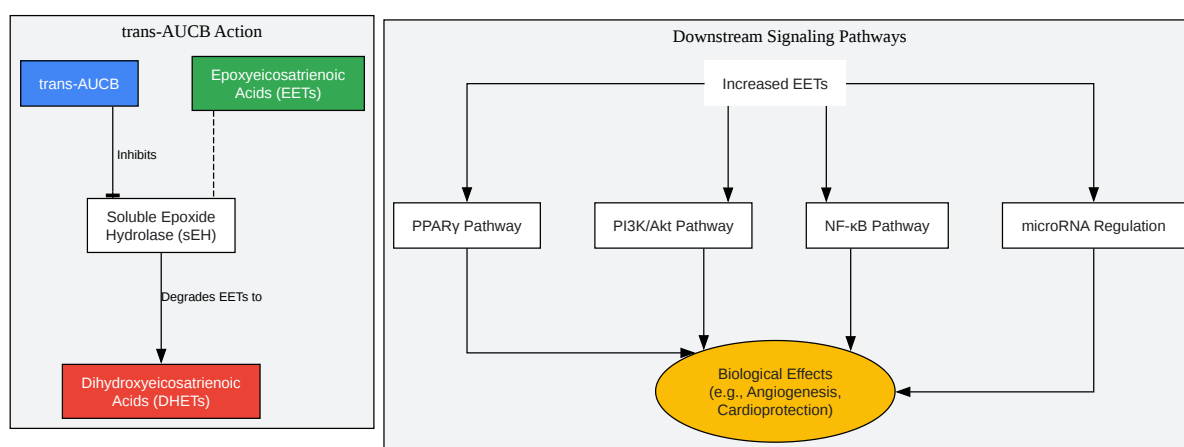 trans-AUCB Action
trans-AUCB
Epoxyeicosatrienoic
Acids (EETs)
Inhibits
Soluble Epoxide
Hydrolase (sEH)
Degrades EETs to
Dihydroxyeicosatrienoic
Acids (DHETs)
Downstream Signaling Pathways
Increased EETs
PPARγ Pathway
PI3K/Akt Pathway
NF-κB Pathway
microRNA Regulation
Biological Effects
(e.g., Angiogenesis,
Cardioprotection)